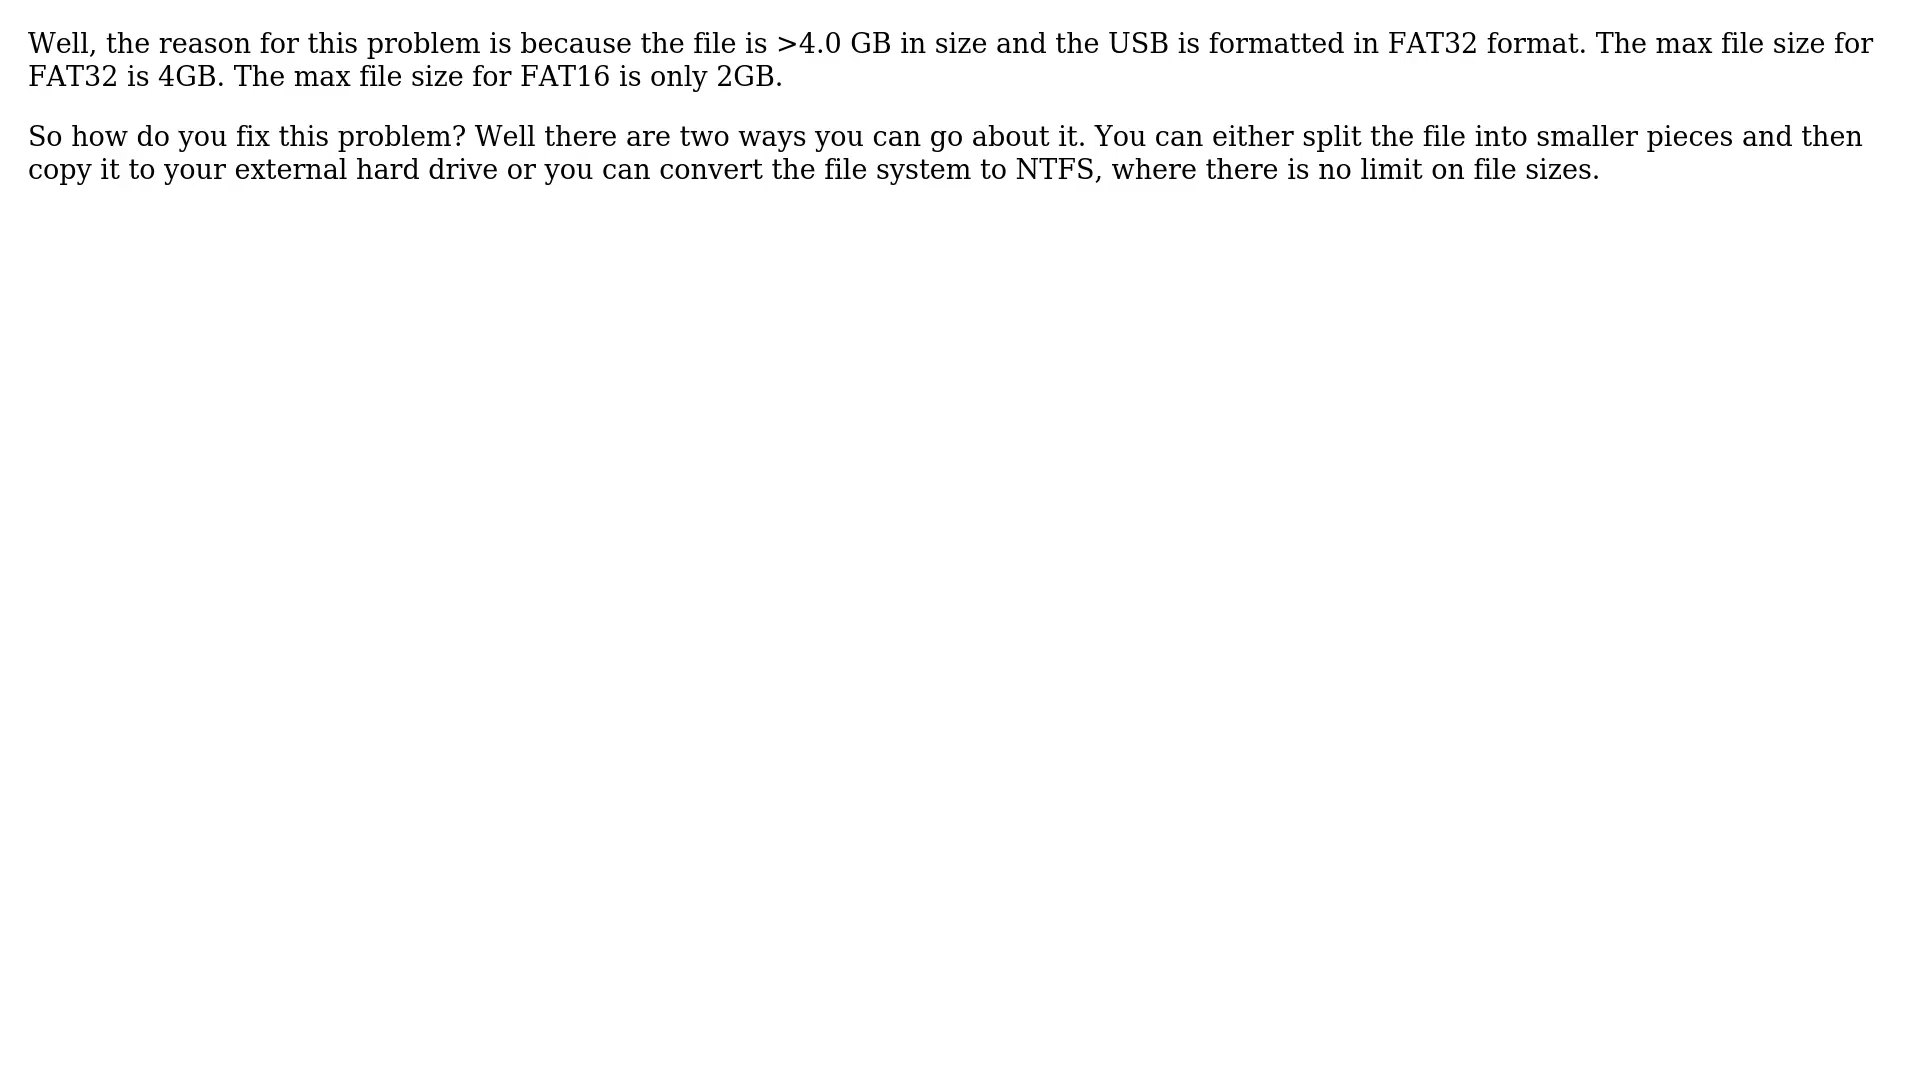 Well, the reason for this problem is because the file is >4.0 GB in size and the USB is formatted in FAT32 format. The max file size for
FAT32 is 4GB. The max file size for FAT16 is only 2GB.
So how do you fix this problem? Well there are two ways you can go about it. You can either split the file into smaller pieces and then
copy it to your external hard drive or you can convert the file system to NTFS, where there is no limit on file sizes.